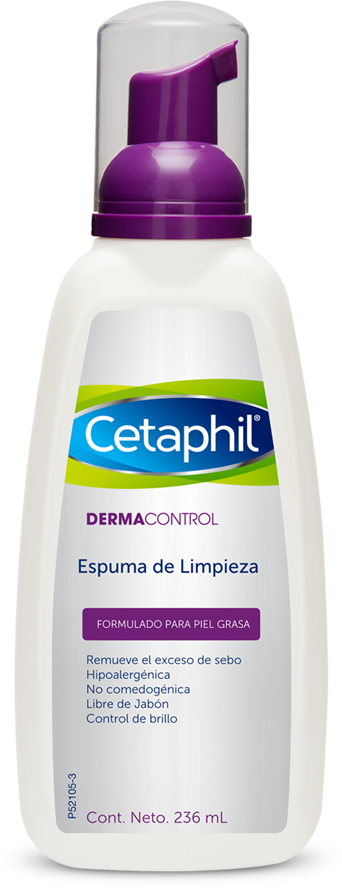 Cetaphil®
DERMACONTROL
Espuma de Limpieza
FORMULADO PARA PIEL GRASA
Remueve el exceso de sebo
Hipoalergénica
No comedogénica
Libre de Jabón
Control de brillo
P52105-3
Cont. Neto. 236 mL